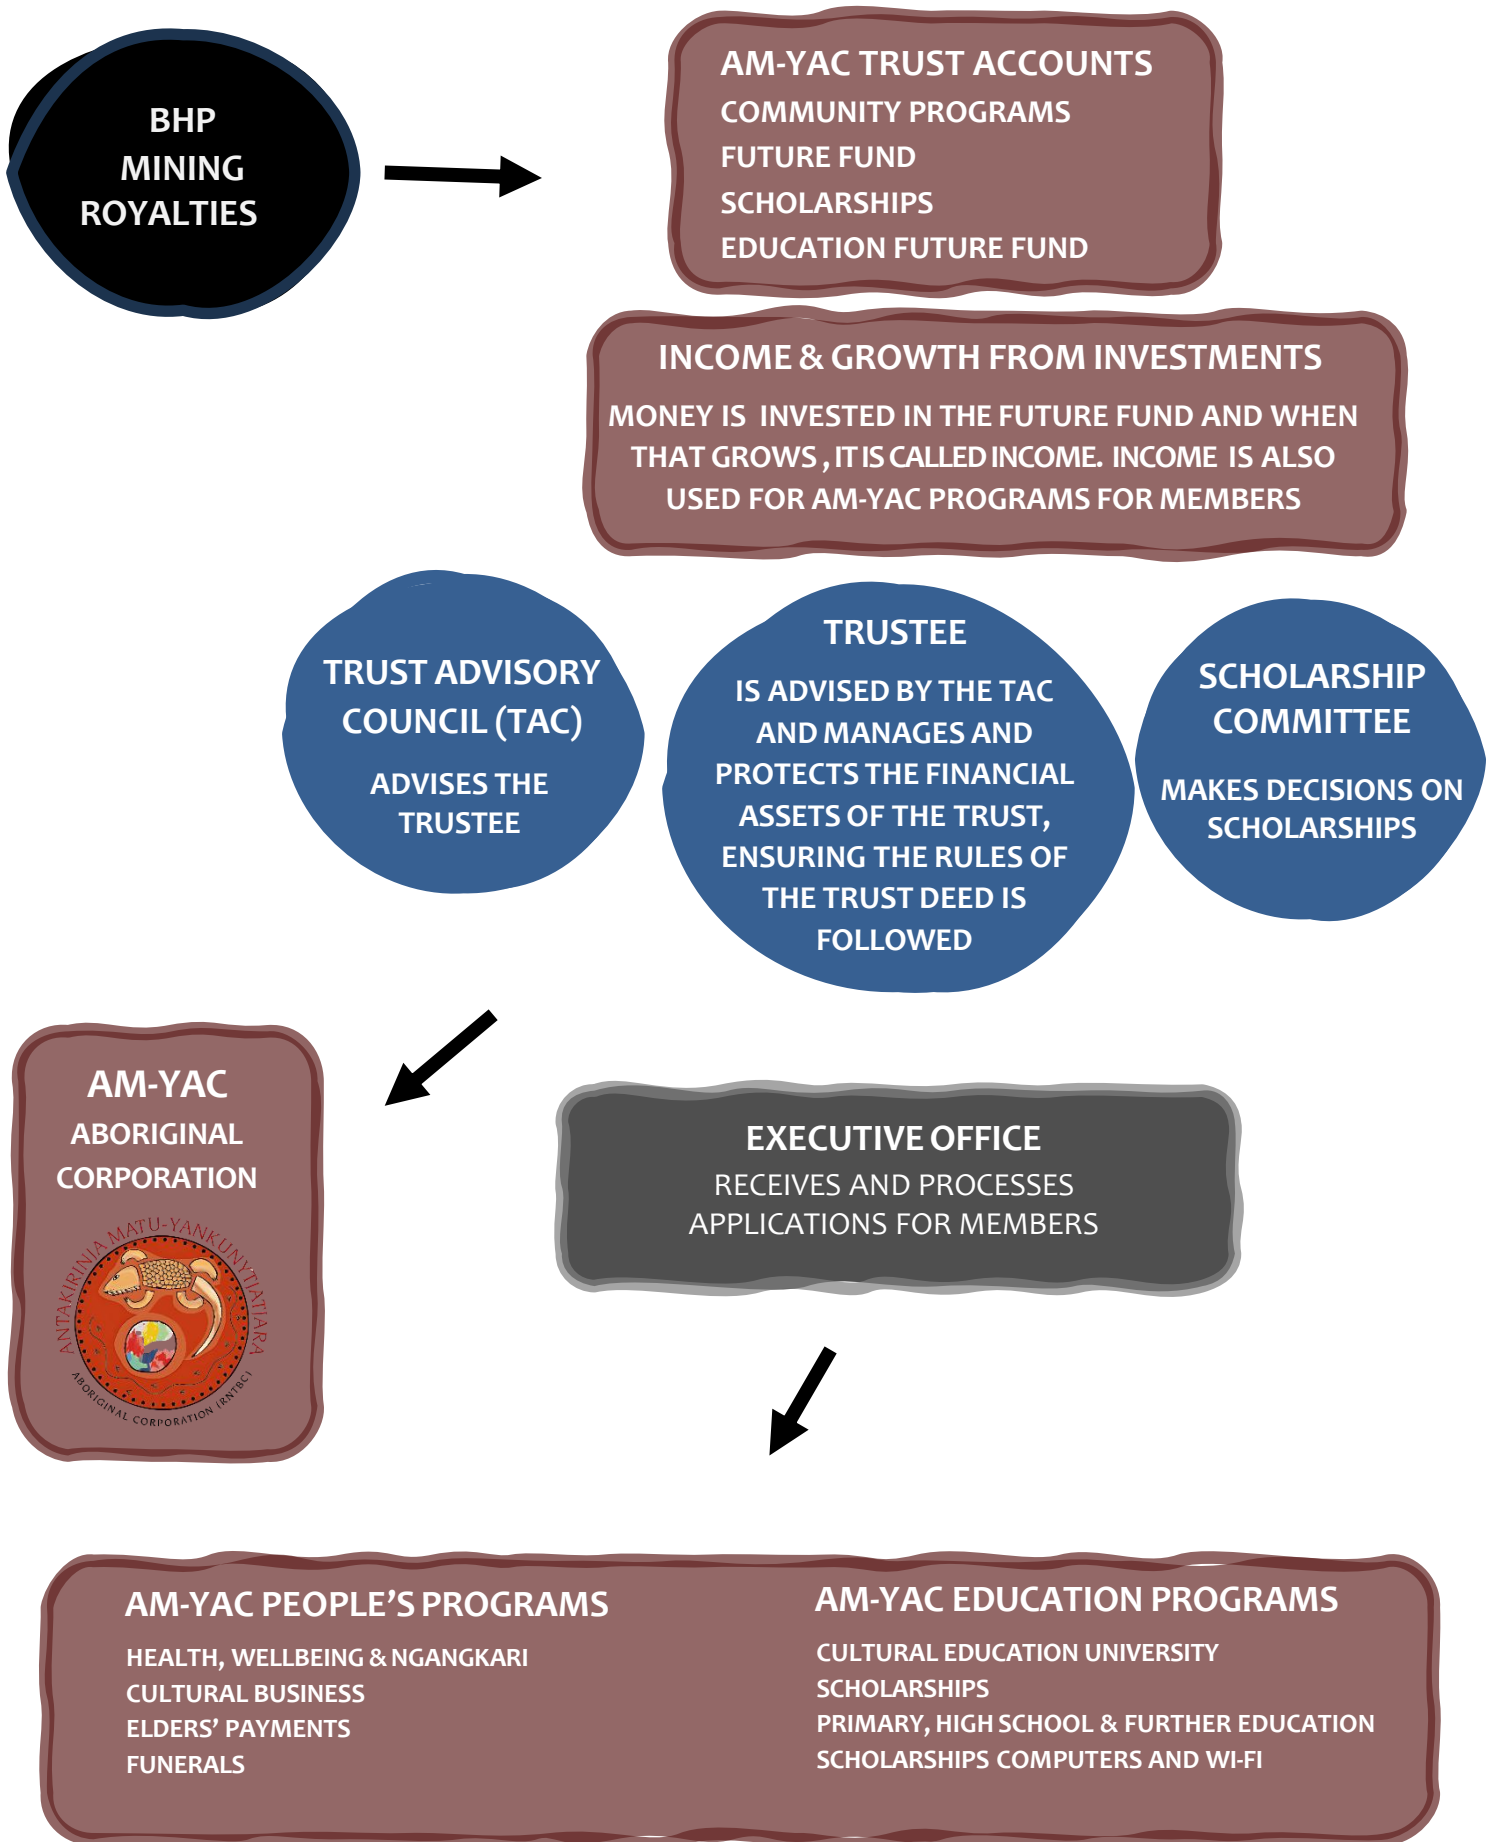 BHP
MINING
ROYALTIES
AM-YAC TRUST ACCOUNTS
COMMUNITY PROGRAMS
FUTURE FUND
SCHOLARSHIPS
EDUCATION FUTURE FUND
INCOME & GROWTH FROM INVESTMENTS
MONEY IS INVESTED IN THE FUTURE FUND AND WHEN
THAT GROWS , IT IS CALLED INCOME. INCOME IS ALSO
USED FOR AM-YAC PROGRAMS FOR MEMBERS
TRUST ADVISORY
COUNCIL (TAC)
ADVISES THE
TRUSTEE
TRUSTEE
IS ADVISED BY THE TAC
AND MANAGES AND
PROTECTS THE FINANCIAL
ASSETS OF THE TRUST,
ENSURING THE RULES OF
THE TRUST DEED IS
FOLLOWED
SCHOLARSHIP
COMMITTEE
MAKES DECISIONS ON
SCHOLARSHIPS
AM-YAC
ABORIGINAL
CORPORATION
ANTAKIRINJA MATU-YANKUNYTJATJARA
ABORIGINAL CORPORATION (RNTBC)
EXECUTIVE OFFICE
RECEIVES AND PROCESSES
APPLICATIONS FOR MEMBERS
AM-YAC PEOPLE’S PROGRAMS
HEALTH, WELLBEING & NGANGKARI
CULTURAL BUSINESS
ELDERS’ PAYMENTS
FUNERALS
AM-YAC EDUCATION PROGRAMS
CULTURAL EDUCATION UNIVERSITY
SCHOLARSHIPS
PRIMARY, HIGH SCHOOL & FURTHER EDUCATION
SCHOLARSHIPS COMPUTERS AND WI-FI